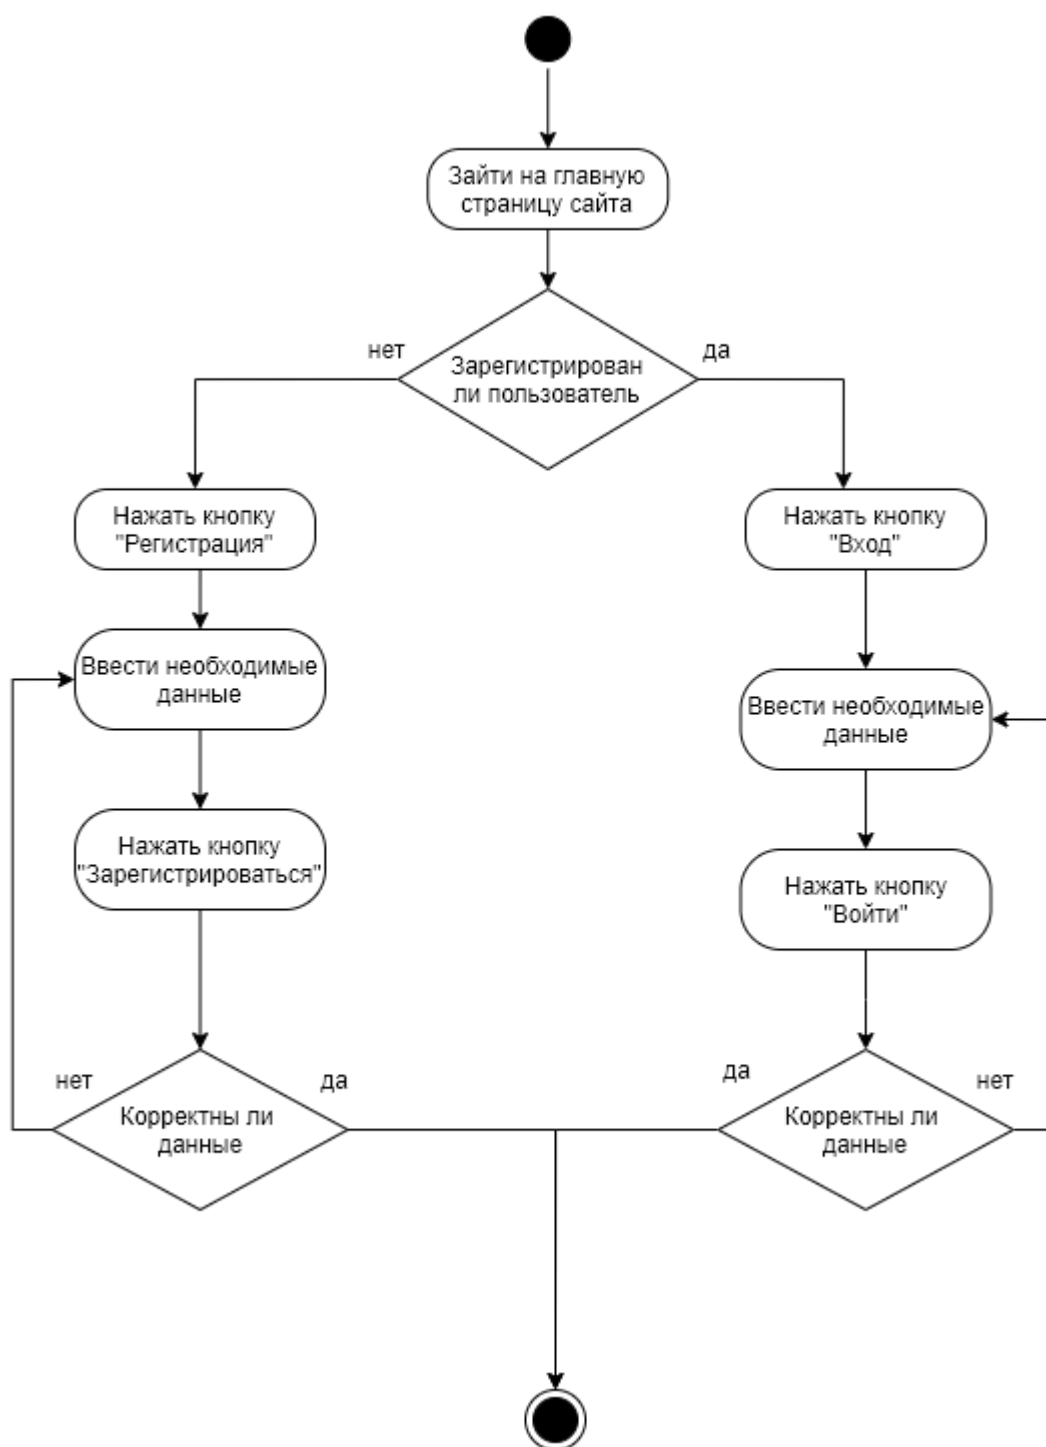 Зайти на главную
страницу сайта
нет
да
Зарегистрирован
ли пользователь
Нажать кнопку
"Регистрация"
Нажать кнопку
"Вход"
Ввести необходимые
данные
Ввести необходимые
данные
Нажать кнопку
"Зарегистрироваться"
Нажать кнопку
"Войти"
нет
да
Корректны ли
данные
да
нет
Корректны ли
данные